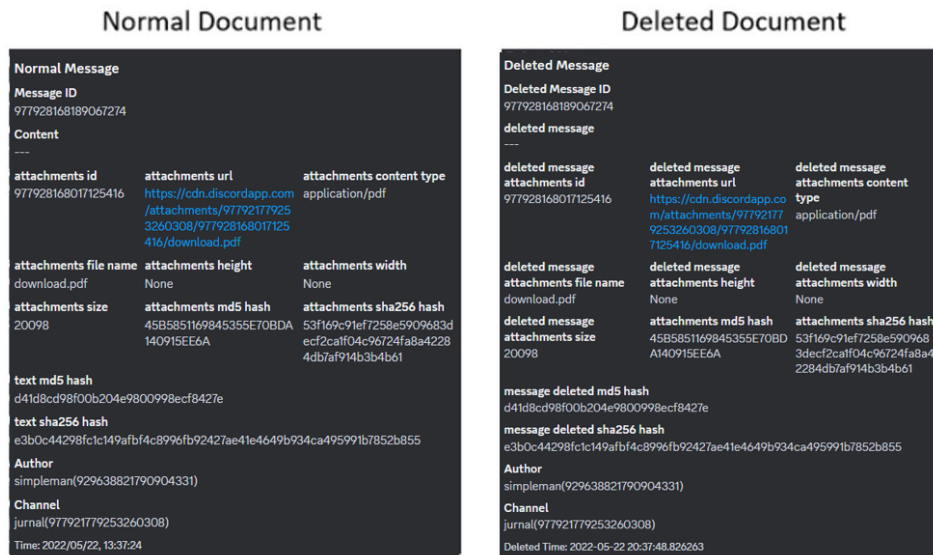 Normal Document
Normal Message
Message ID
977928168189067274
Content
---
attachments id
977928168017125416
attachments url
https://cdn.discordapp.com
/attachments/97792177925
3260308/977928168017125
416/download.pdf
attachments content type
application/pdf
attachments file name
download.pdf
attachments height
None
attachments width
None
attachments size
20098
attachments md5 hash
45B5851169845355E70BDA
140915EE6A
attachments sha256 hash
53f169c91ef7258e5909683d
ecf2ca1f04c96724fa8a4228
4db7af914b3b4b61
text md5 hash
d41d8cd98f00b204e9800998ecf8427e
text sha256 hash
e3b0c44298fc1c149afbf4c8996fb92427ae41e4649b934ca495991b7852b855
Author
simpleman(929638821790904331)
Channel
jurnal(977921779253260308)
Time: 2022/05/22, 13:37:24
Deleted Document
Deleted Message
Deleted Message ID
977928168189067274
deleted message
---
deleted message
attachments id
977928168017125416
deleted message
attachments url
https://cdn.discordapp.co
m/attachments/97792177
9253260308/97792816801
7125416/download.pdf
deleted message
attachments content
type
application/pdf
deleted message
attachments file name
download.pdf
deleted message
attachments height
None
deleted message
attachments width
None
deleted message
attachments size
20098
attachments md5 hash
45B5851169845355E70BD
A140915EE6A
attachments sha256 hash
53f169c91ef7258e590968
3decf2ca1f04c96724fa8a4
2284db7af914b3b4b61
message deleted md5 hash
d41d8cd98f00b204e9800998ecf8427e
message deleted sha256 hash
e3b0c44298fc1c149afbf4c8996fb92427ae41e4649b934ca495991b7852b855
Author
simpleman(929638821790904331)
Channel
jurnal(977921779253260308)
Deleted Time: 2022-05-22 20:37:48.826263